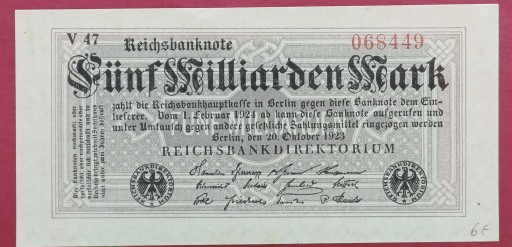 V 47
Reichsbanknote
068449
Fünf Milliarden Mark
zahlt die Reichsbankhauptkasse in Berlin gegen diese Banknote dem Ein-
lieferer. Vom 1. Februar 1924 ab kann diese Banknote aufgerufen und
unter Umtausch gegen andere gesetzliche Zahlungsmittel eingezogen werden
Berlin, den 20. Oktober 1923
REICHSBANKDIREKTORIUM
REICHSBANKDIREKTORIUM
REICHSBANKDIREKTORIUM
6€